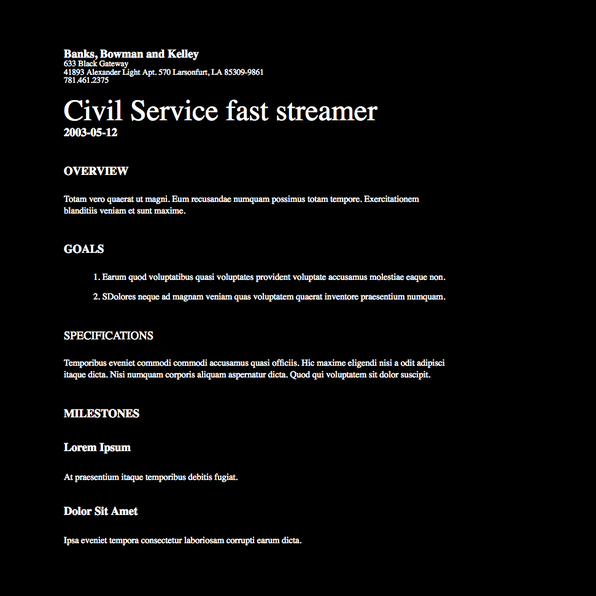 Banks, Bowman and Kelley
633 Black Gateway
41893 Alexander Light Apt. 570 Larsonfurt, LA 85309-9861
781.461.2375
Civil Service fast streamer
2003-05-12
OVERVIEW
Totam vero quaerat ut magni. Eum recusandae numquam possimus totam tempore. Exercitationem
blanditiis veniam et sunt maxime.
GOALS
1. Earum quod voluptatibus quasi voluptates provident voluptate accusamus molestiae eaque non.
2. SDolores neque ad magnam veniam quas voluptatem quaerat inventore praesentium numquam.
SPECIFICATIONS
Temporibus eveniet commodi commodi accusamus quasi officiis. Hic maxime eligendi nisi a odit adipisci
itaque dicta. Nisi numquam corporis aliquam aspernatur dicta. Quod qui voluptatem sit dolor suscipit.
MILESTONES
Lorem Ipsum
At praesentium itaque temporibus debitis fugiat.
Dolor Sit Amet
Ipsa eveniet tempora consectetur laboriosam corrupti earum dicta.